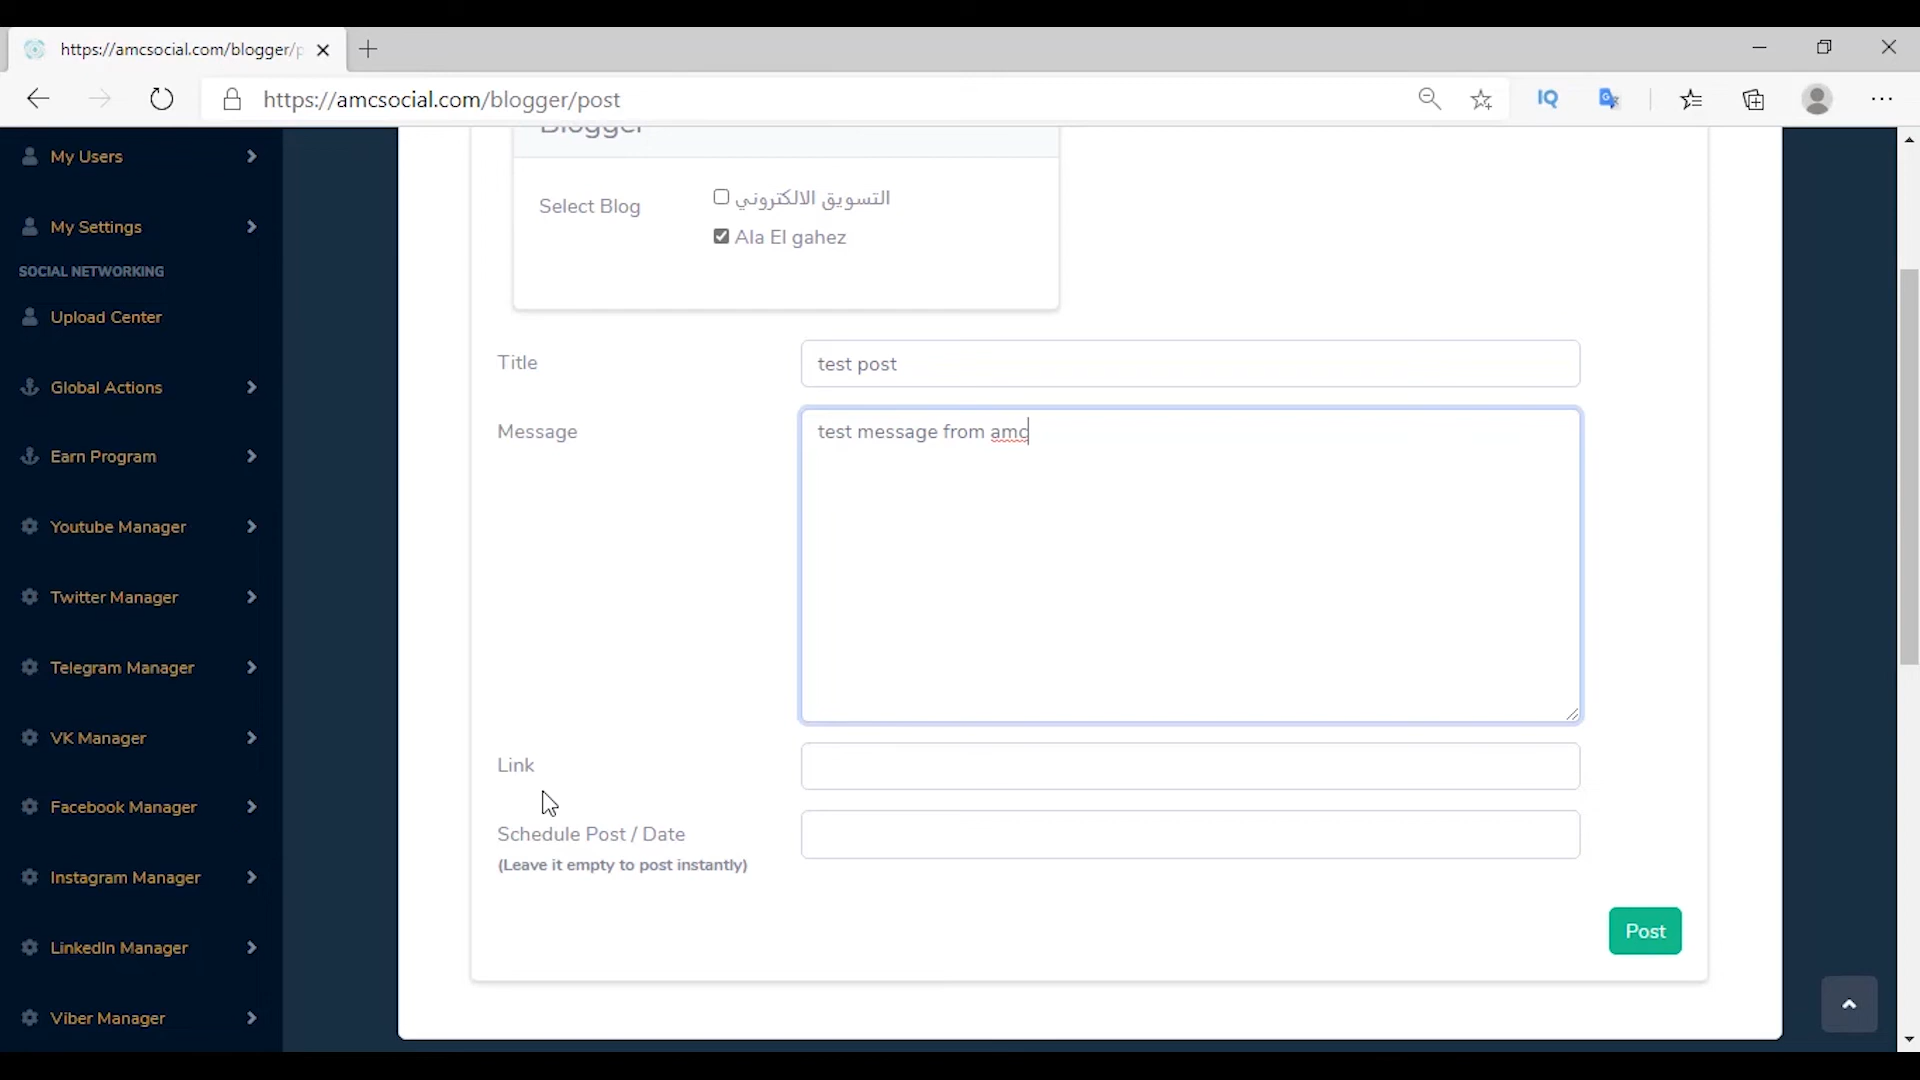 https://amcsocial.com/blogger/p
https://amcsocial.com/blogger/post
IQ
My Users
My Settings
SOCIAL NETWORKING
Upload Center
Global Actions
Earn Program
Youtube Manager
Twitter Manager
Telegram Manager
VK Manager
Facebook Manager
Instagram Manager
LinkedIn Manager
Viber Manager
Blogger
Select Blog
التسويق الالكتروني
Ala El gahez
Title
test post
Message
test message from amc
Link
Schedule Post / Date
(Leave it empty to post instantly)
Post